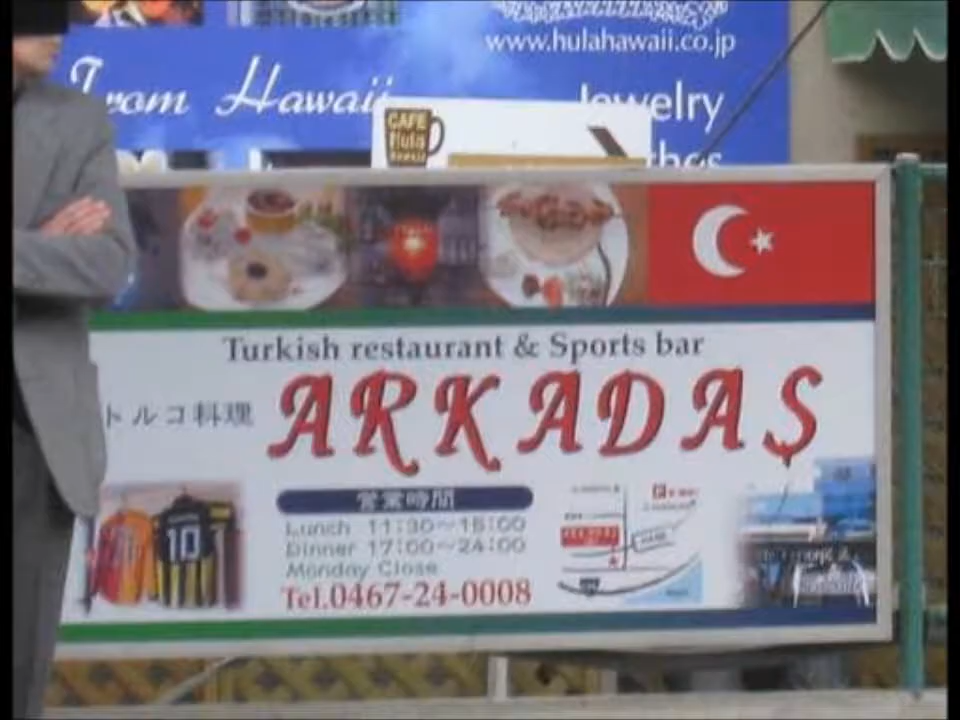 www.hulahawaii.co.jp
From Hawaii
Jewelry
CAFE
Hula
Hawaii
Turkish restaurant & Sports bar
トルコ料理
ARKADAŞ
10
営業時間
Lunch 11:30~15:00
Dinner 17:00~24:00
Monday Close
Tel.0467-24-0008